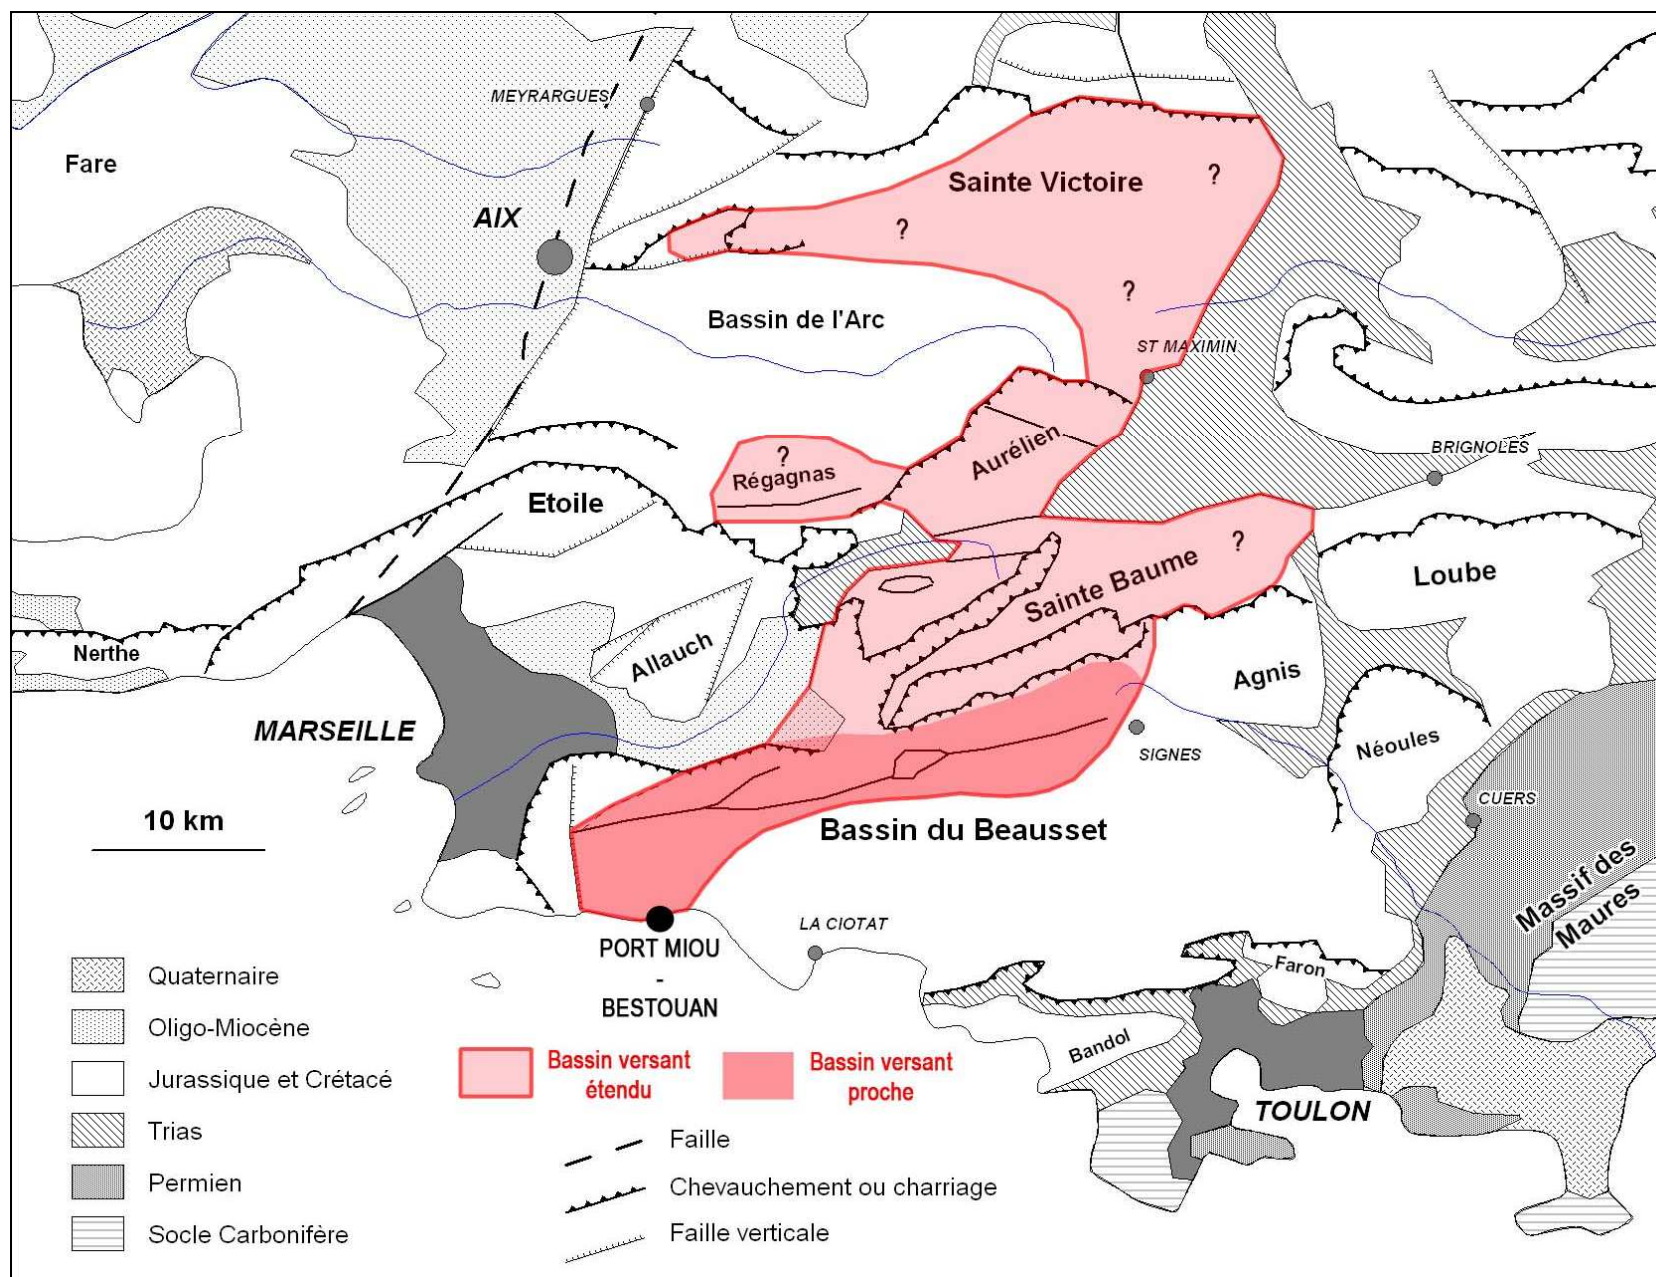 MEYRARGUES
Fare
Sainte Victoire
?
AIX
?
?
Bassin de l'Arc
ST MAXIMIN
Aurélien
BRIGNOLES
?
Régagnas
Etoile
?
Sainte Baume
Loube
Allauch
Nerthe
Agnis
MARSEILLE
Néoules
SIGNES
10 km
CUERS
Bassin du Beausset
Massif des
Maures
LA CIOTAT
PORT MIOU
-
BESTOUAN
Faron
Bandol
TOULON
Quaternaire
Oligo-Miocène
Jurassique et Crétacé
Trias
Permien
Socle Carbonifère
Bassin versant
étendu
Bassin versant
proche
Faille
Chevauchement ou charriage
Faille verticale